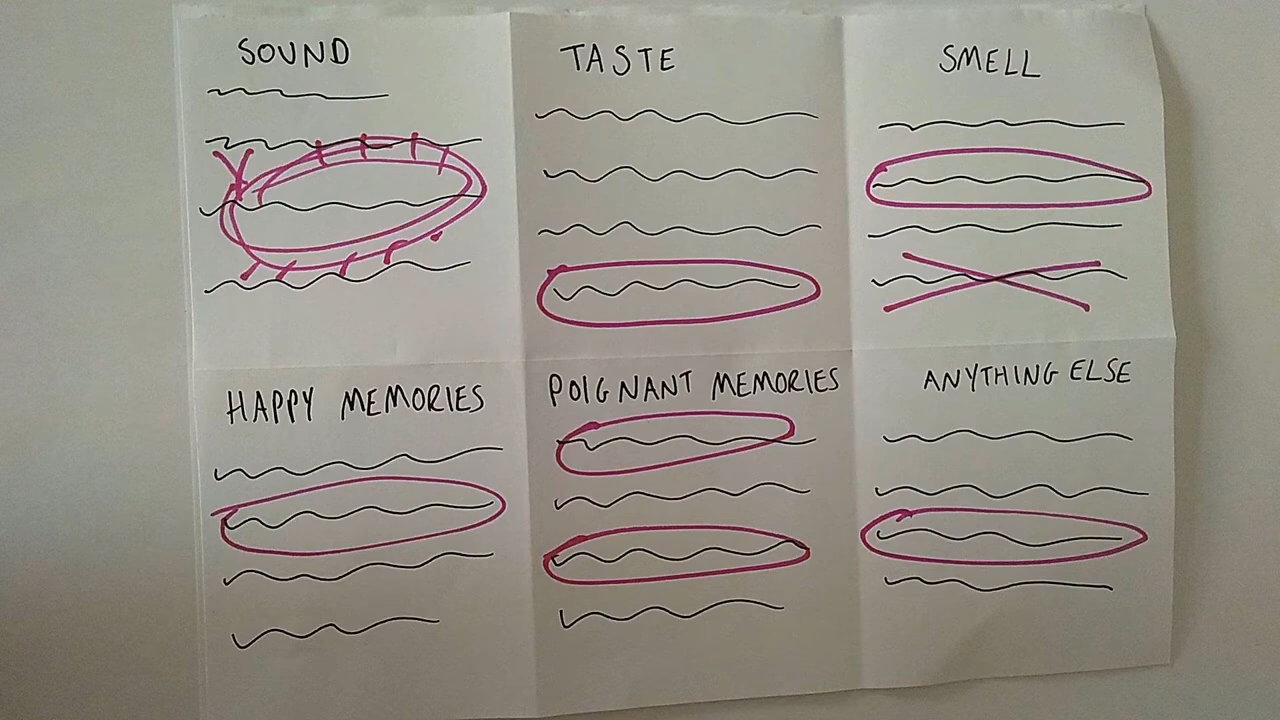 SOUND
TASTE
SMELL
HAPPY MEMORIES
POIGNANT MEMORIES
ANYTHING ELSE